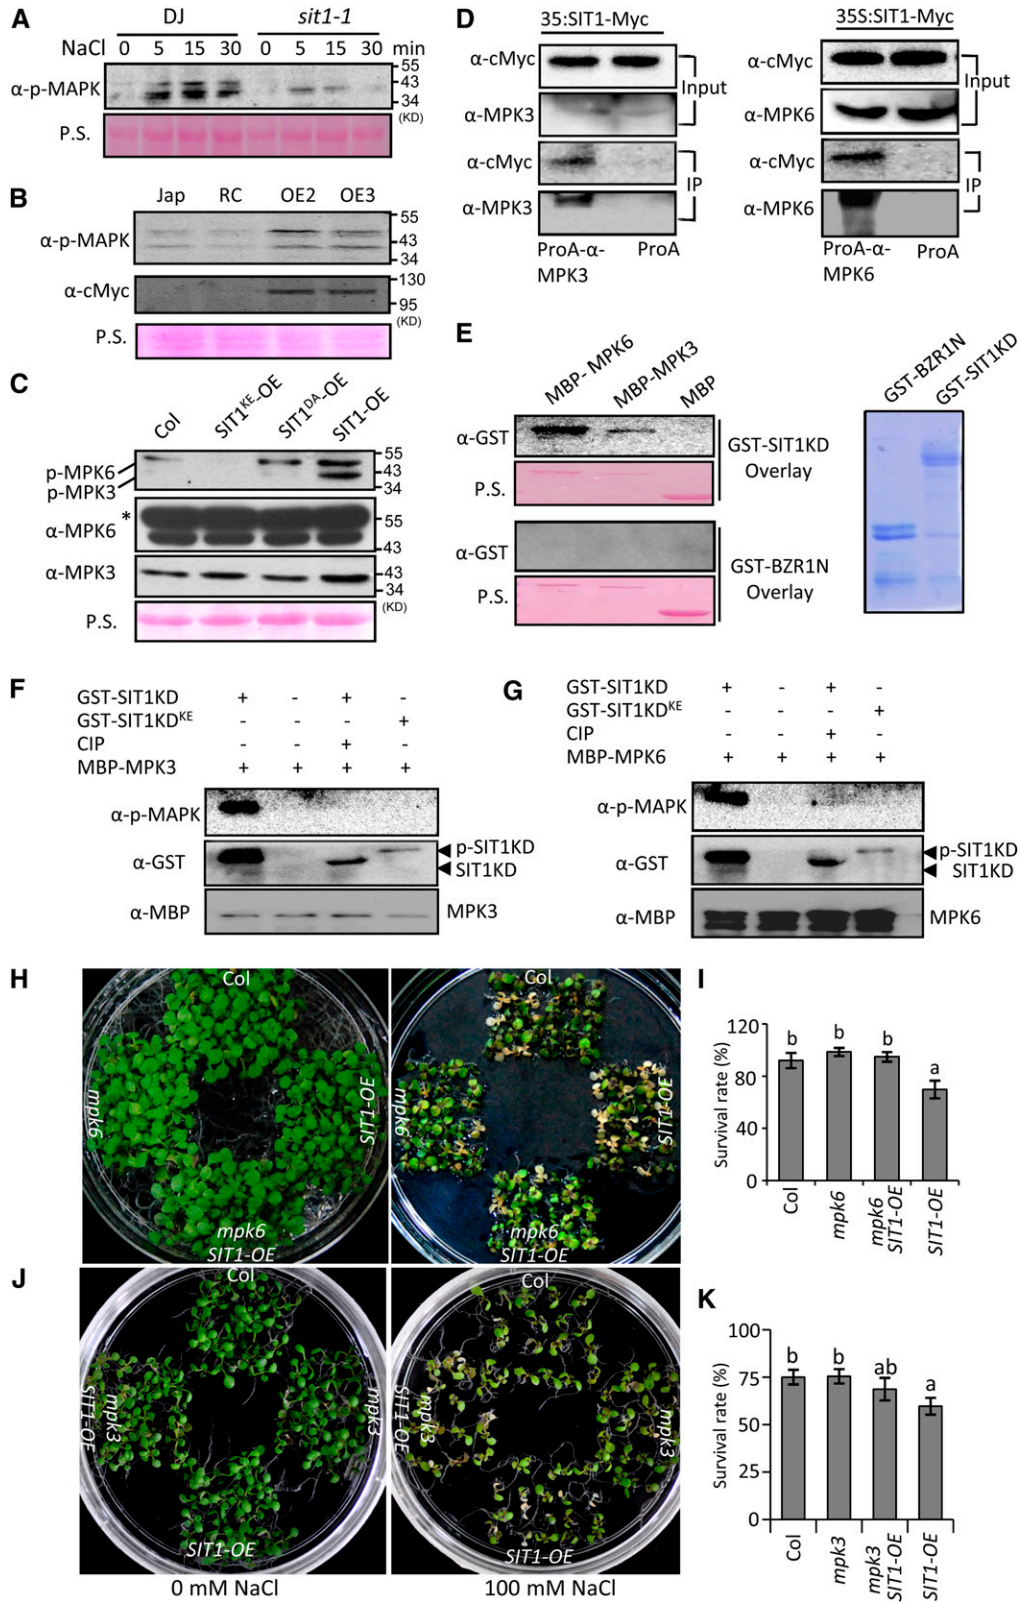 A
DJ sit1-1
NaCl 0 5 15 30 0 5 15 30 min
α-p-MAPK
55
43
34
(KD)
P.S.
B
Jap RC OE2 OE3
α-p-MAPK
55
43
34
α-cMyc
130
95
(KD)
P.S.
C
Col SIT1KE-OE SIT1DA-OE SIT1-OE
p-MPK6
p-MPK3
55
43
34
*
α-MPK6
55
43
α-MPK3
43
34
(KD)
P.S.
D
35:SIT1-Myc
α-cMyc
α-MPK3
Input
α-cMyc
α-MPK3
IP
ProA-α-
MPK3
ProA
35S:SIT1-Myc
α-cMyc
α-MPK6
Input
α-cMyc
α-MPK6
IP
ProA-α-
MPK6
ProA
E
MBP- MPK6 MBP-MPK3 MBP
α-GST
P.S.
GST-SIT1KD
Overlay
α-GST
P.S.
GST-BZR1N
Overlay
GST-BZR1N GST-SIT1KD
F
GST-SIT1KD + - + -
GST-SIT1KDKE - - - +
CIP - - + -
MBP-MPK3 + + + +
α-p-MAPK
α-GST
p-SIT1KD
SIT1KD
α-MBP
MPK3
G
GST-SIT1KD + - + -
GST-SIT1KDKE - - - +
CIP - - + -
MBP-MPK6 + + + +
α-p-MAPK
α-GST
p-SIT1KD
SIT1KD
α-MBP
MPK6
H
Col
mpk6
SIT1-OE
mpk6
SIT1-OE
Col
mpk6
SIT1-OE
mpk6
SIT1-OE
I
Survival rate (%)
120
80
40
0
b b b a
Col
mpk6
mpk6
SIT1-OE
SIT1-OE
J
Col
mpk3
SIT1-OE
mpk3
SIT1-OE
0 mM NaCl
Col
mpk3
SIT1-OE
mpk3
SIT1-OE
100 mM NaCl
K
Survival rate (%)
100
75
50
25
0
b b ab a
Col
mpk3
mpk3
SIT1-OE
SIT1-OE